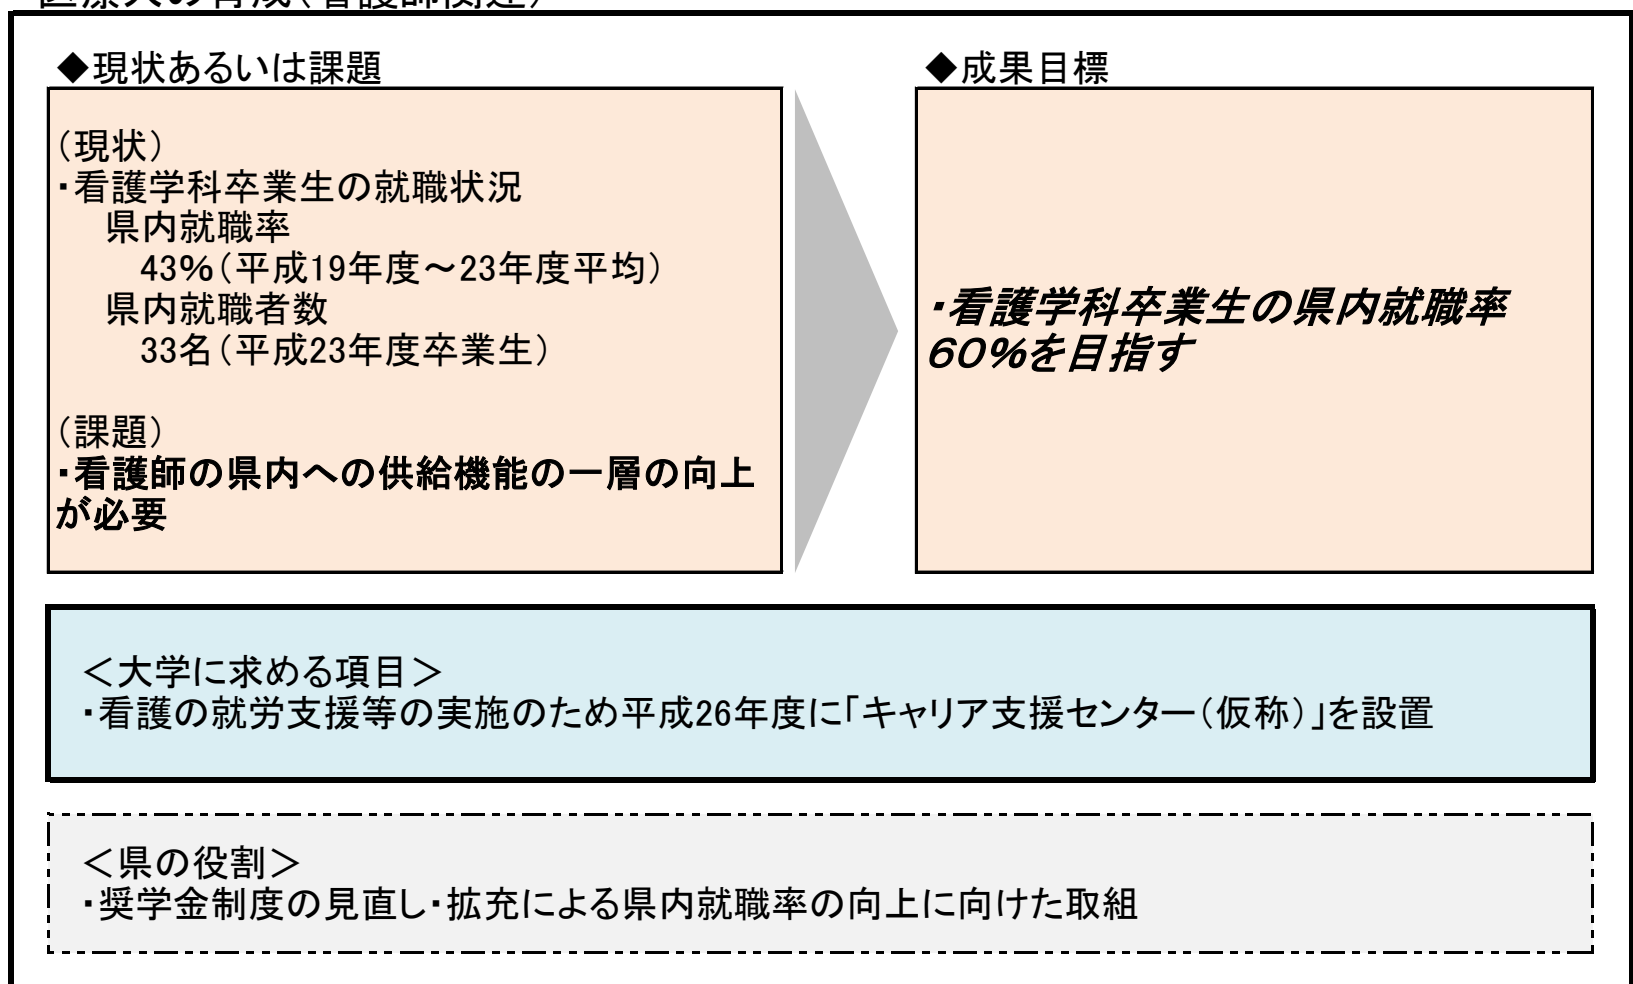 医療人の育成（看護師関連）
◆現状あるいは課題
（現状）
・看護学科卒業生の就職状況
県内就職率
43%（平成19年度～23年度平均）
県内就職者数
33名（平成23年度卒業生）
（課題）
・看護師の県内への供給機能の一層の向上
が必要
◆成果目標
・看護学科卒業生の県内就職率
60%を目指す
＜大学に求める項目＞
・看護の就労支援等の実施のため平成26年度に「キャリア支援センター（仮称）」を設置
＜県の役割＞
・奨学金制度の見直し・拡充による県内就職率の向上に向けた取組